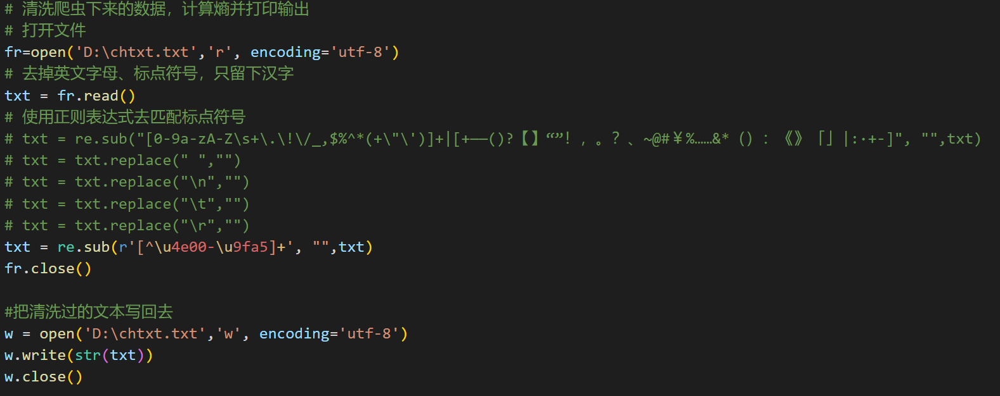 # 清洗爬虫下来的数据，计算熵并打印输出
# 打开文件
fr=open('D:\chtxt.txt','r', encoding='utf-8')
# 去掉英文字母、标点符号，只留下汉字
txt = fr.read()
# 使用正则表达式去匹配标点符号
# txt = re.sub("[0-9a-zA-Z\s+\.\!\/_,$%^*(+\"\')]+|[+——()?【】“”！，。？、~@#￥%……&*（）：《》「」|:·+-]", "",txt)
# txt = txt.replace(" ","")
# txt = txt.replace("\n","")
# txt = txt.replace("\t","")
# txt = txt.replace("\r","")
txt = re.sub(r'[^\u4e00-\u9fa5]+', "",txt)
fr.close()
#把清洗过的文本写回去
w = open('D:\chtxt.txt','w', encoding='utf-8')
w.write(str(txt))
w.close()